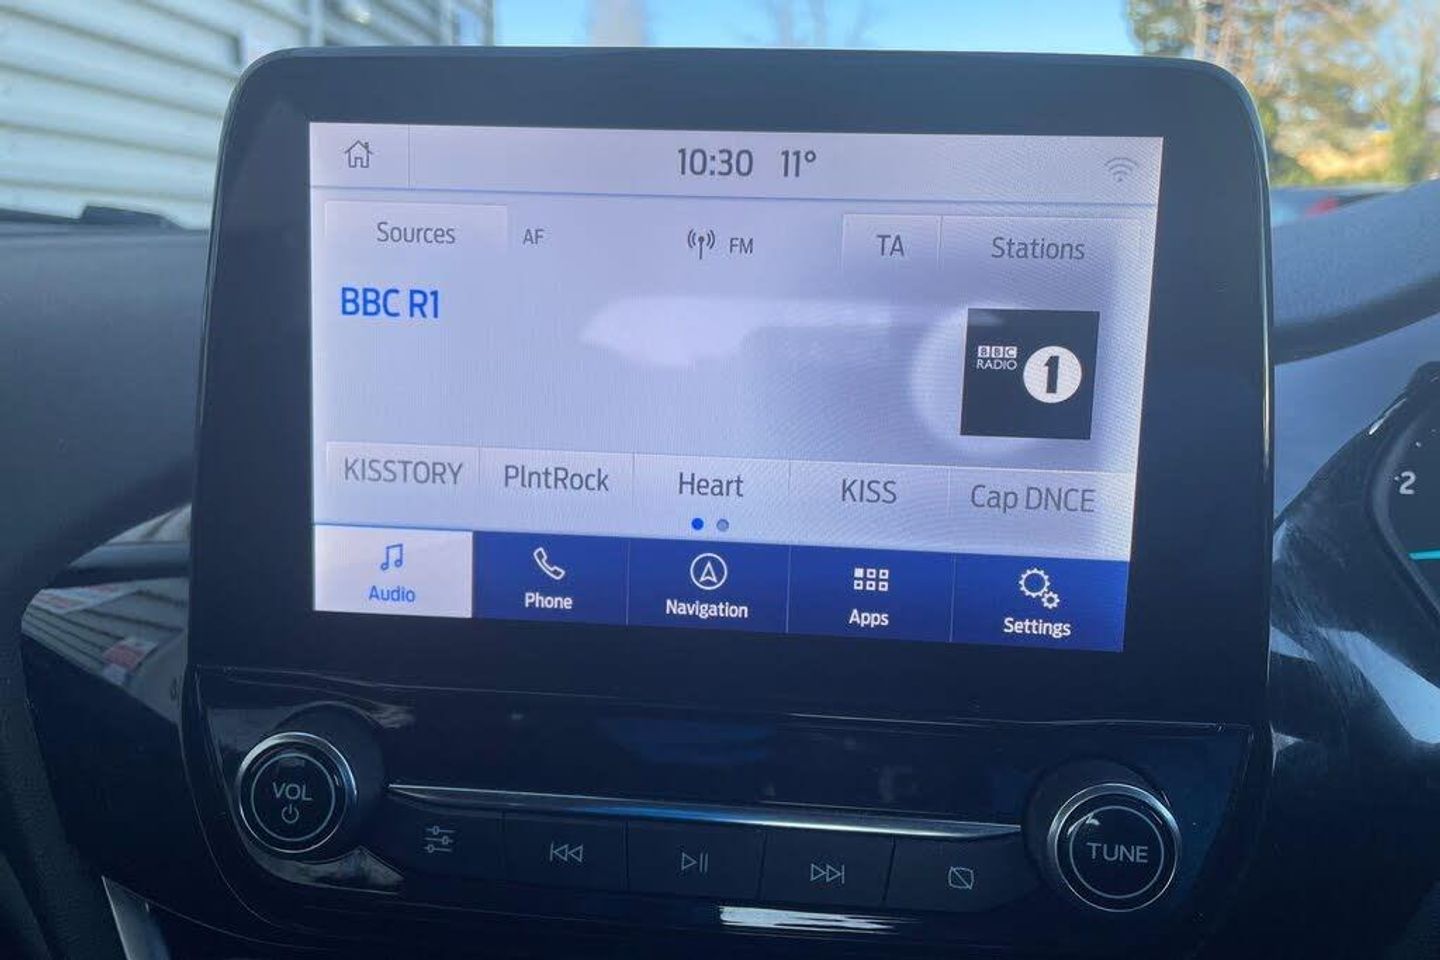 10:30 11°
Sources AF FM TA Stations
BBC R1
BBC
RADIO 1
KISSTORY PlntRock Heart KISS Cap DNCE
Audio Phone Navigation Apps Settings
VOL
TUNE
2